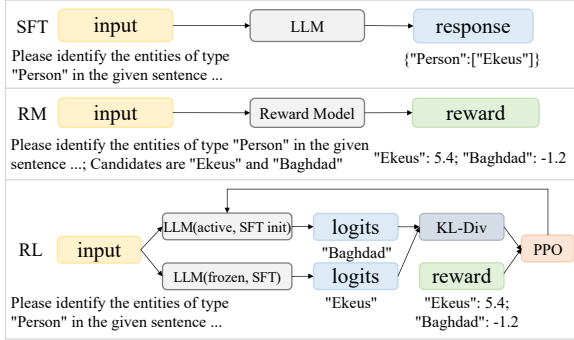 SFT
input
LLM
response
Please identify the entities of type
"Person" in the given sentence ...
{"Person":["Ekeus"]}
RM
input
Reward Model
reward
Please identify the entities of type "Person" in the given
sentence ...; Candidates are "Ekeus" and "Baghdad"
"Ekeus": 5.4; "Baghdad": -1.2
RL
input
LLM(active, SFT init)
logits
KL-Div
"Baghdad"
PPO
LLM(frozen, SFT)
logits
reward
"Ekeus"
Please identify the entities of type
"Person" in the given sentence ...
"Ekeus": 5.4;
"Baghdad": -1.2